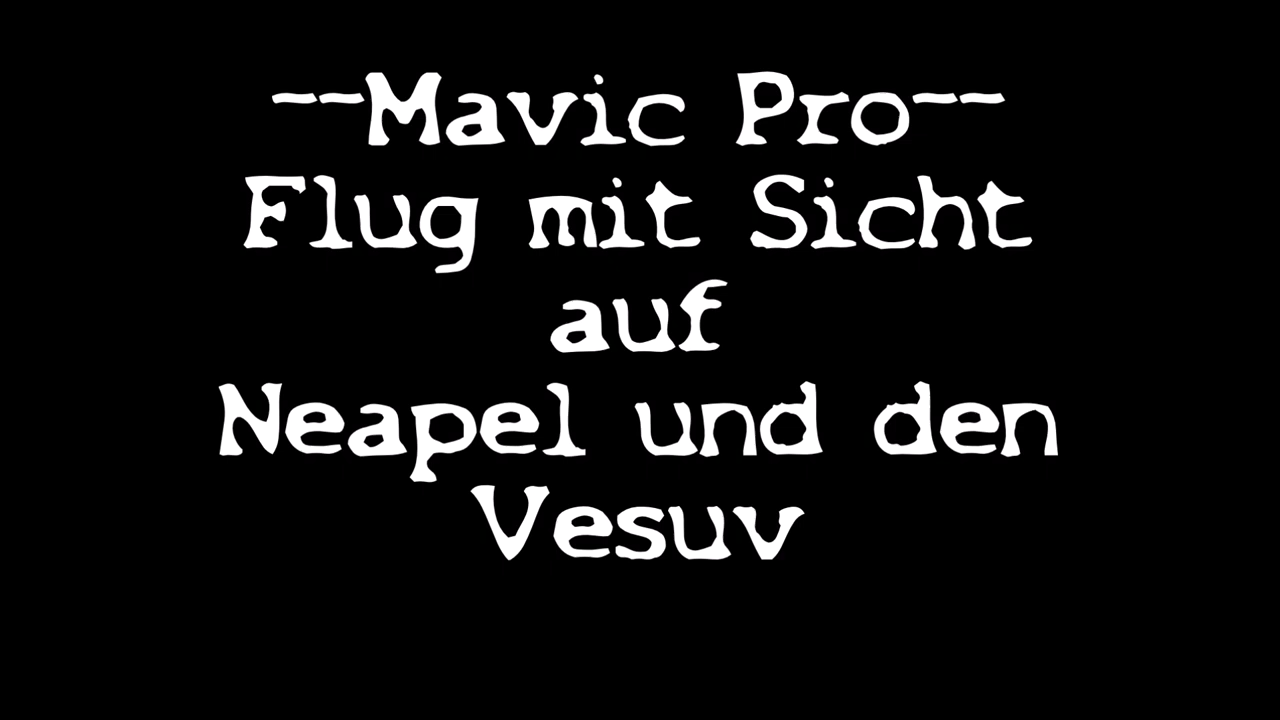 --Mavic Pro--
Flug mit Sicht
auf
Neapel und den
Vesuv